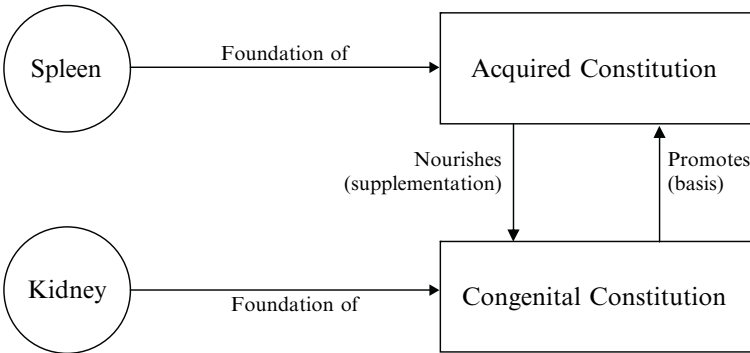 Spleen
Foundation of
Acquired Constitution
Nourishes
(supplementation)
Promotes
(basis)
Kidney
Foundation of
Congenital Constitution